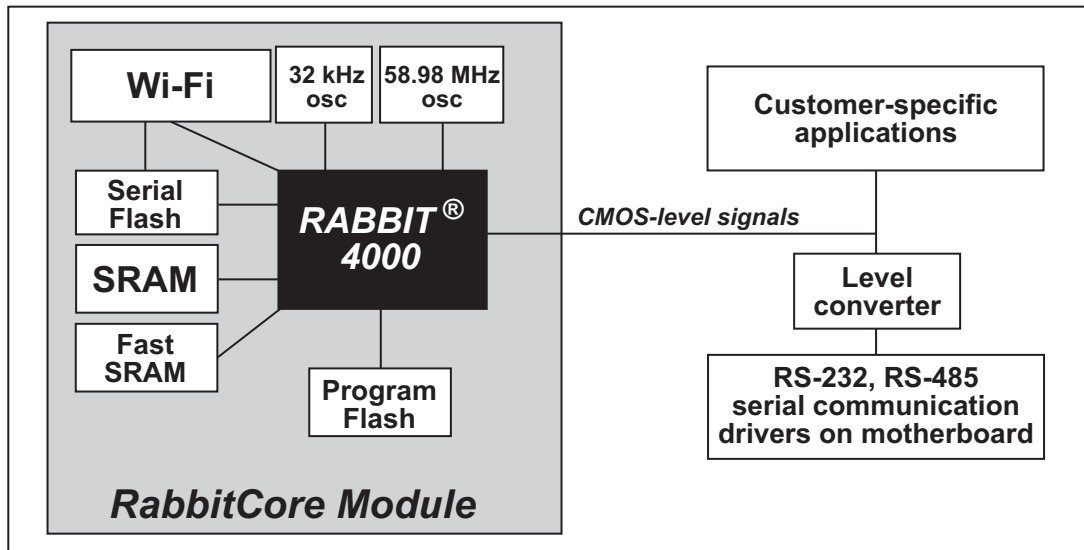 Wi-Fi
32 kHz
osc
58.98 MHz
osc
Serial
Flash
SRAM
Fast
SRAM
RABBIT ®
4000
Program
Flash
RabbitCore Module
CMOS-level signals
Customer-specific
applications
Level
converter
RS-232, RS-485
serial communication
drivers on motherboard